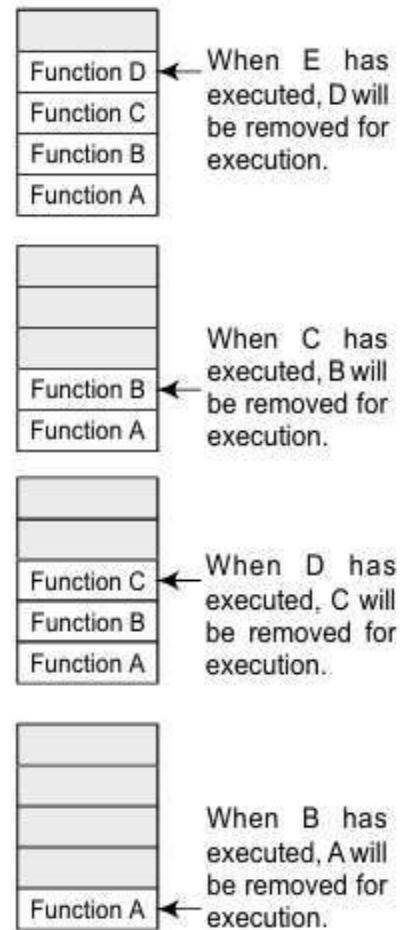 Function D
Function C
Function B
Function A
When E has
executed, D will
be removed for
execution.
Function B
Function A
When C has
executed, B will
be removed for
execution.
Function C
Function B
Function A
When D has
executed, C will
be removed for
execution.
Function A
When B has
executed, A will
be removed for
execution.